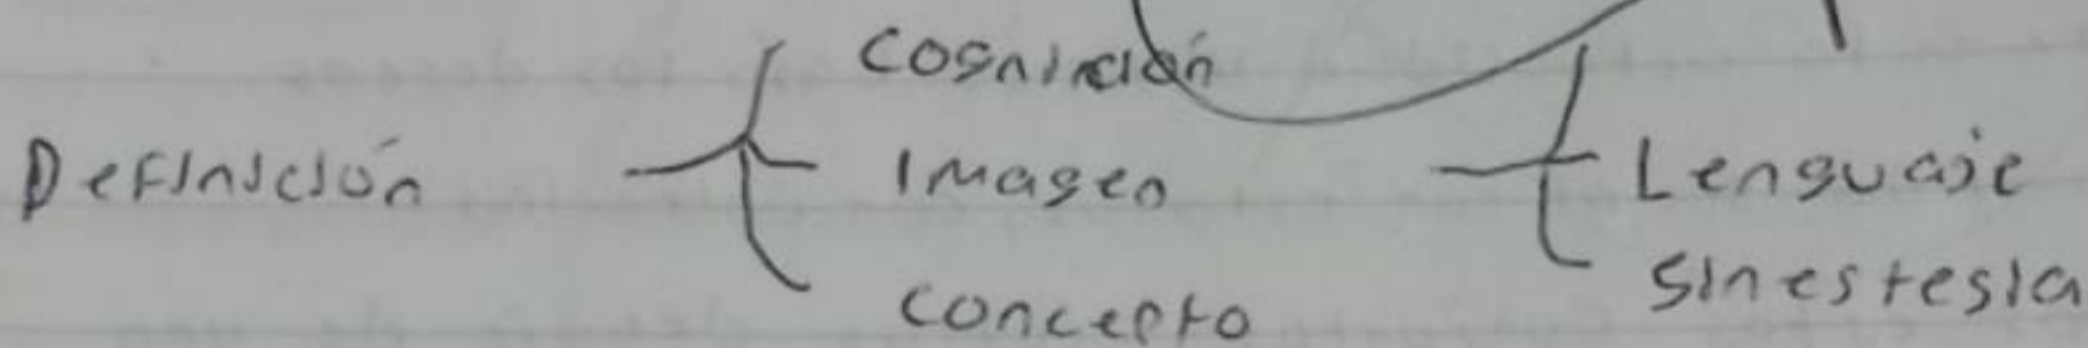 Cognición
Definición Imagen Lenguaje
Sinestesia
Concepto